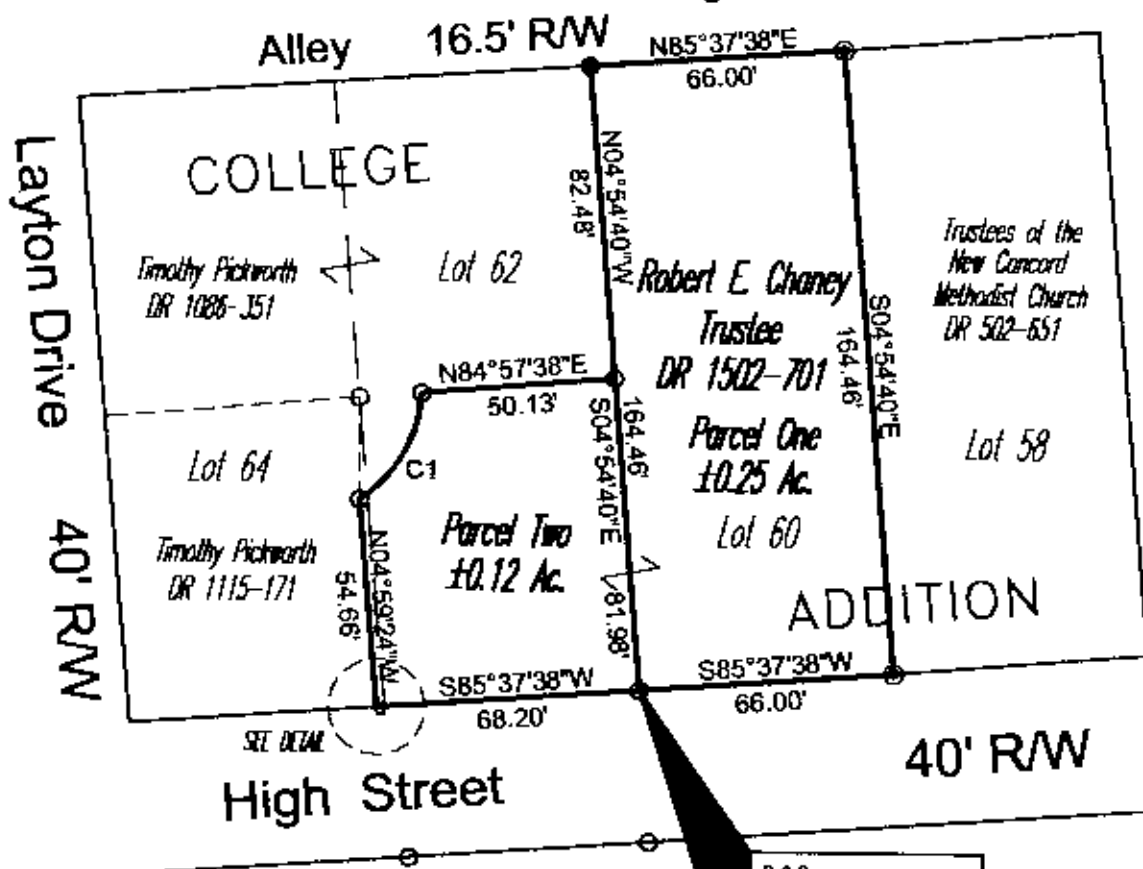 Alley 16.5' R/W
N85°37'38"E
66.00'
COLLEGE
Layton Drive 40' R/W
Timothy Pickworth
DR 1086-351
Lot 62
N04°54'40"W
82.48'
Robert E. Chaney
Trustee
DR 1502-701
Parcel One
±0.25 Ac.
Lot 60
S04°54'40"E
164.46'
Trustees of the
New Concord
Methodist Church
DR 502-651
Lot 58
N84°57'38"E
50.13'
164.46'
S04°54'40"E
81.98'
C1
Lot 64
Timothy Pickworth
DR 1115-171
N04°59'24"W
54.66'
Parcel Two
±0.12 Ac.
ADDITION
S85°37'38"W
68.20'
S85°37'38"W
66.00'
SEE DETAIL
High Street
40' R/W